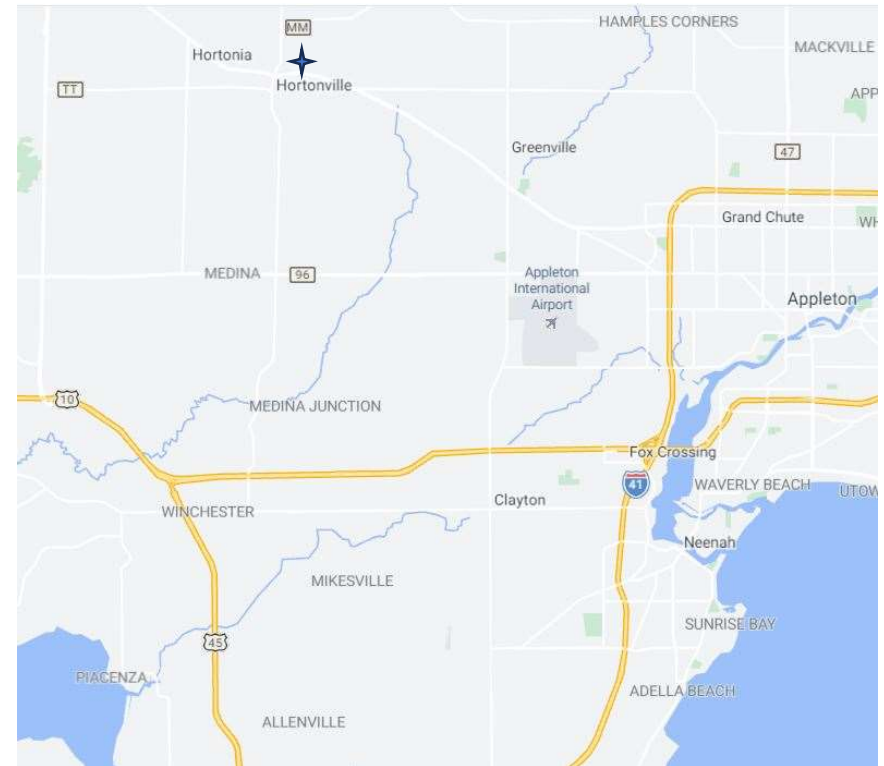 HAMPLES CORNERS
MM
Hortonia
MACKVILLE
Hortonville
TT
APP
Greenville
47
Grand Chute
WH
MEDINA
96
Appleton
International
Airport
Appleton
10
MEDINA JUNCTION
Fox Crossing
41
WAVERLY BEACH
UTOW
Clayton
WINCHESTER
Neenah
MIKESVILLE
SUNRISE BAY
45
PIACENZA
ADELLA BEACH
ALLENVILLE